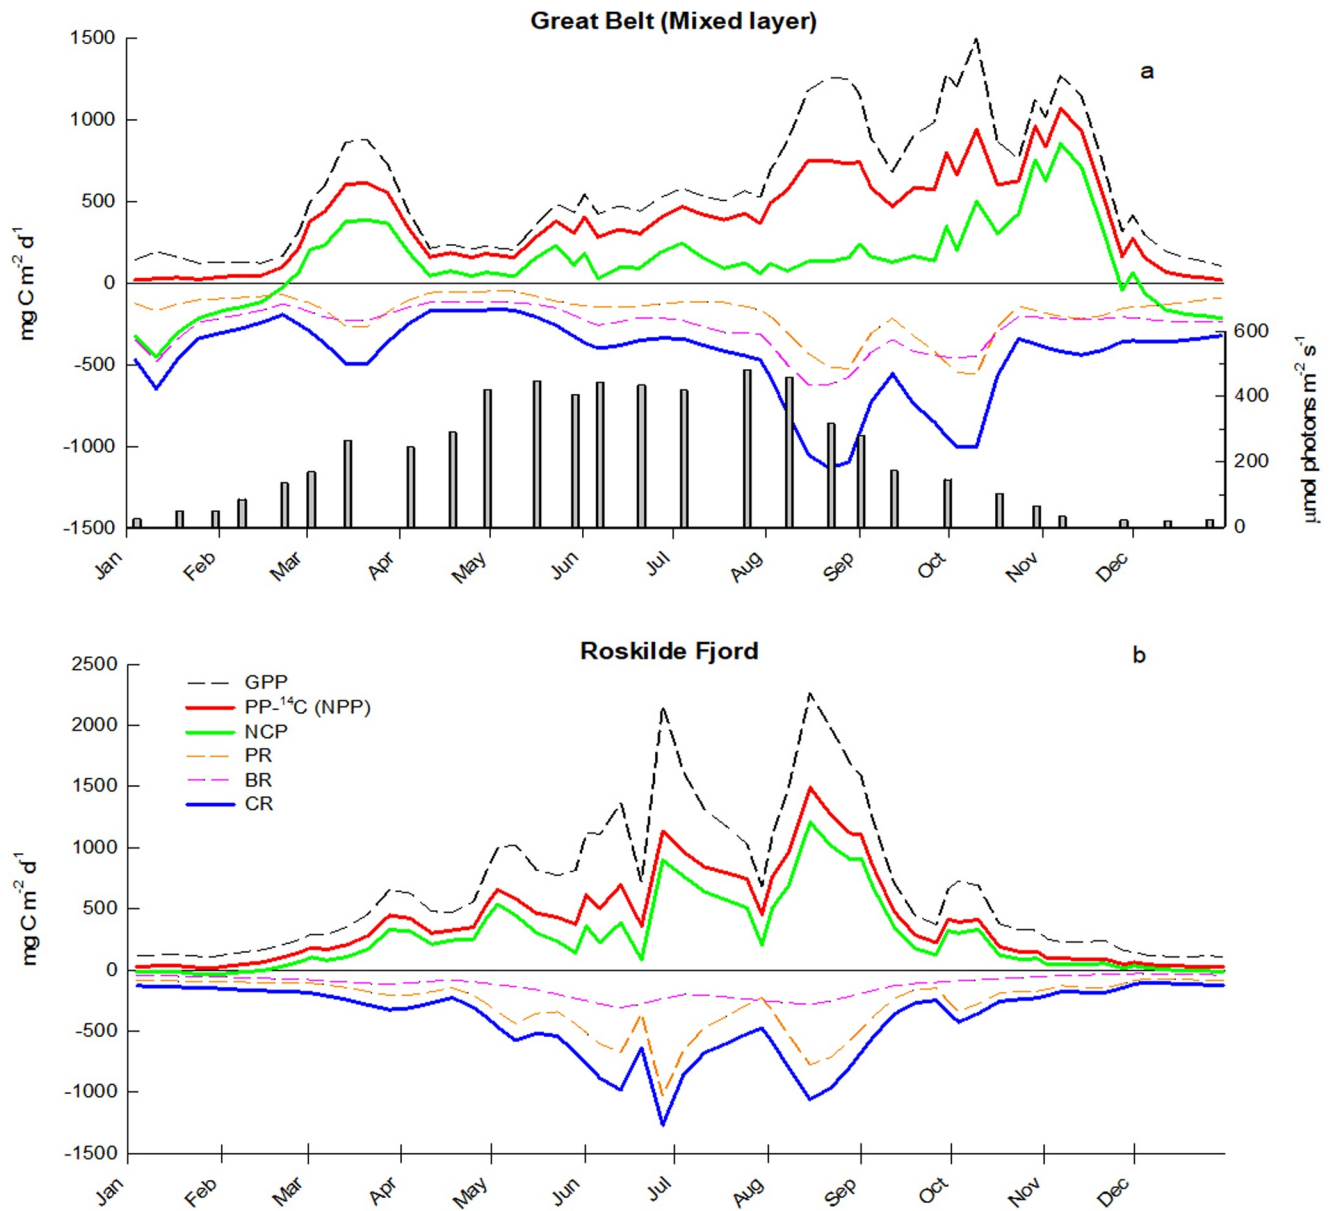 Great Belt (Mixed layer)
a
1500
1000
500
0
-500
-1000
-1500
mg C m⁻² d⁻¹
600
400
200
0
µmol photons m⁻² s⁻¹
Jan Feb Mar Apr May Jun Jul Aug Sep Oct Nov Dec
Roskilde Fjord
b
2500
2000
1500
1000
500
0
-500
-1000
-1500
mg C m⁻² d⁻¹
GPP
PP-¹⁴C (NPP)
NCP
PR
BR
CR
Jan Feb Mar Apr May Jun Jul Aug Sep Oct Nov Dec